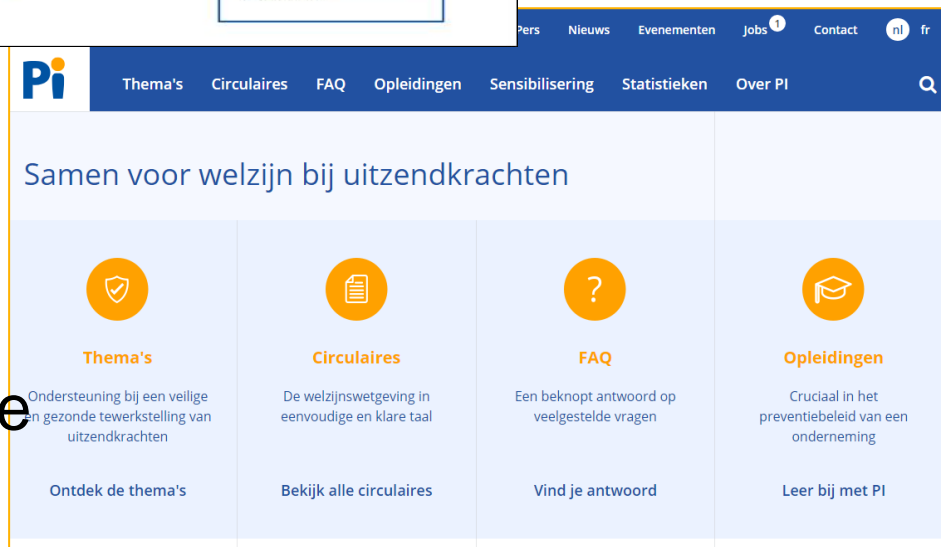 Pers Nieuws Evenementen Jobs 1 Contact nl fr
Pi Thema's Circulaires FAQ Opleidingen Sensibilisering Statistieken Over PI
Samen voor welzijn bij uitzendkrachten
Thema's
Ondersteuning bij een veilige
en gezonde tewerkstelling van
uitzendkrachten
Ontdek de thema's
Circulaires
De welzijnswetgeving in
eenvoudige en klare taal
Bekijk alle circulaires
FAQ
?
Een beknopt antwoord op
veelgestelde vragen
Vind je antwoord
Opleidingen
Cruciaal in het
preventiebeleid van een
onderneming
Leer bij met PI
e